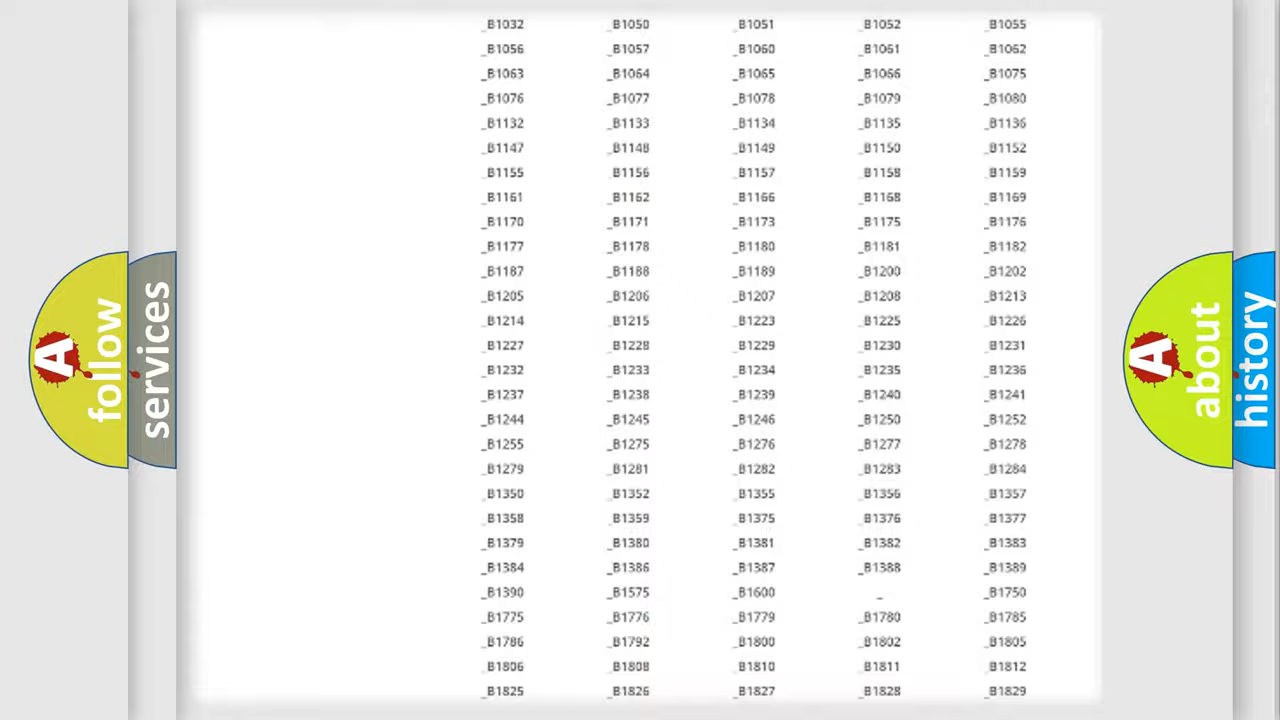 _B1032 _B1050 _B1051 _B1052 _B1055
_B1056 _B1057 _B1060 _B1061 _B1062
_B1063 _B1064 _B1065 _B1066 _B1075
_B1076 _B1077 _B1078 _B1079 _B1080
_B1132 _B1133 _B1134 _B1135 _B1136
_B1147 _B1148 _B1149 _B1150 _B1152
_B1155 _B1156 _B1157 _B1158 _B1159
_B1161 _B1162 _B1166 _B1168 _B1169
_B1170 _B1171 _B1173 _B1175 _B1176
_B1177 _B1178 _B1180 _B1181 _B1182
_B1187 _B1188 _B1189 _B1200 _B1202
_B1205 _B1206 _B1207 _B1208 _B1213
_B1214 _B1215 _B1223 _B1225 _B1226
_B1227 _B1228 _B1229 _B1230 _B1231
_B1232 _B1233 _B1234 _B1235 _B1236
_B1237 _B1238 _B1239 _B1240 _B1241
_B1244 _B1245 _B1246 _B1250 _B1252
_B1255 _B1275 _B1276 _B1277 _B1278
_B1279 _B1281 _B1282 _B1283 _B1284
_B1350 _B1352 _B1355 _B1356 _B1357
_B1358 _B1359 _B1375 _B1376 _B1377
_B1379 _B1380 _B1381 _B1382 _B1383
_B1384 _B1386 _B1387 _B1388 _B1389
_B1390 _B1575 _B1600 _ _B1750
_B1775 _B1776 _B1779 _B1780 _B1785
_B1786 _B1792 _B1800 _B1802 _B1805
_B1806 _B1808 _B1810 _B1811 _B1812
_B1825 _B1826 _B1827 _B1828 _B1829
A
follow
services
A
about
history